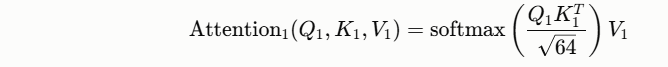 Attention₁(Q₁, K₁, V₁) = softmax(Q₁K₁ᵀ / √64) V₁